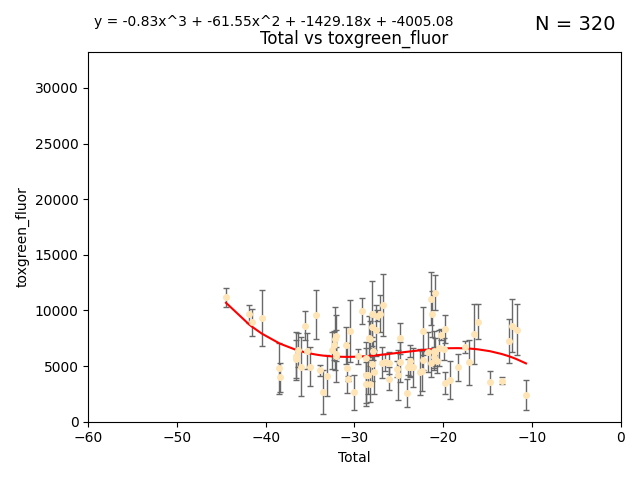 y = -0.83x^3 + -61.55x^2 + -1429.18x + -4005.08
N = 320
Total vs toxgreen_fluor
30000
25000
20000
15000
10000
5000
0
toxgreen_fluor
−60 −50 −40 −30 −20 −10 0
Total